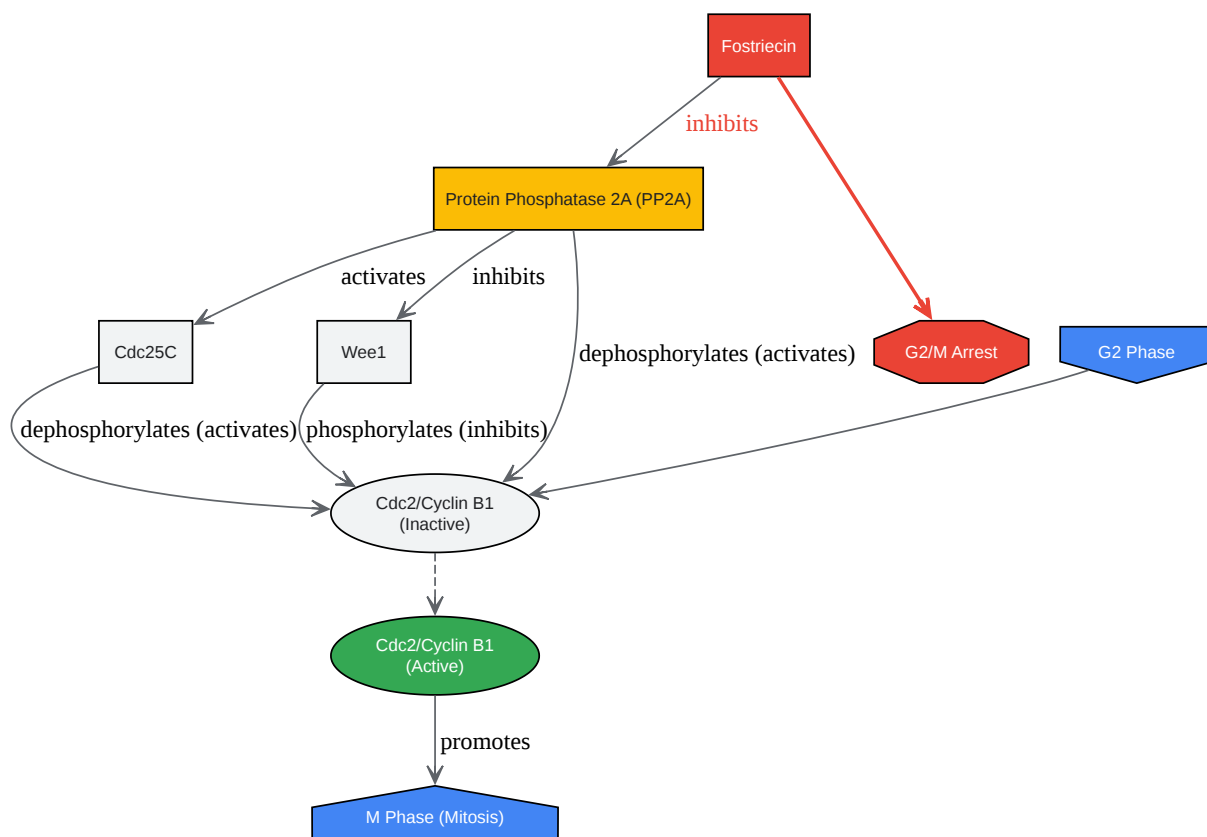 Fostriecin
inhibits
Protein Phosphatase 2A (PP2A)
activates
inhibits
Cdc25C
Wee1
dephosphorylates (activates)
G2/M Arrest
G2 Phase
dephosphorylates (activates)
phosphorylates (inhibits)
Cdc2/Cyclin B1
(Inactive)
Cdc2/Cyclin B1
(Active)
promotes
M Phase (Mitosis)